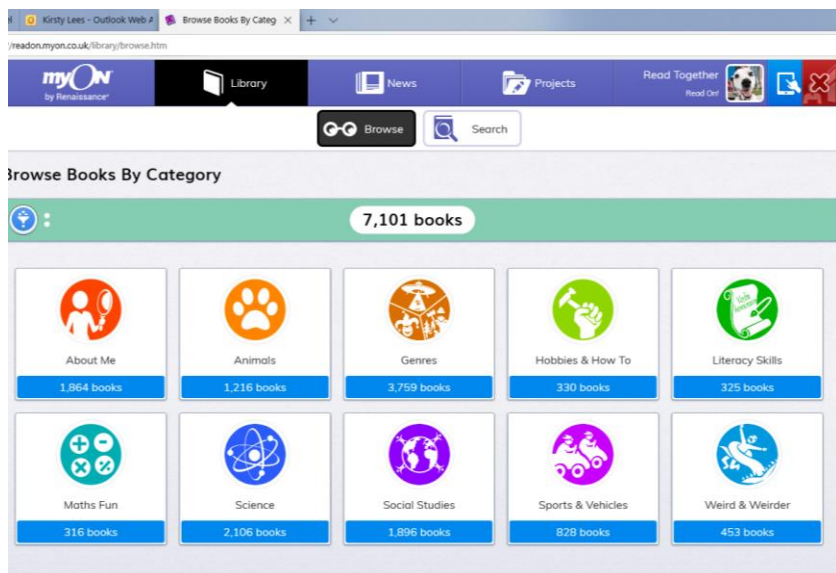 Kirsty Lees - Outlook Web A
Browse Books By Categ
/readon.myon.co.uk/library/browse.htm
myON
by Renaissance
Library
News
Projects
Read Together
Read On!
Browse
Search
Browse Books By Category
7,101 books
About Me
Animals
Genres
Hobbies & How To
Literacy Skills
1,864 books
1,216 books
3,759 books
330 books
325 books
Maths Fun
Science
Social Studies
Sports & Vehicles
Weird & Weirder
316 books
2,106 books
1,896 books
828 books
453 books